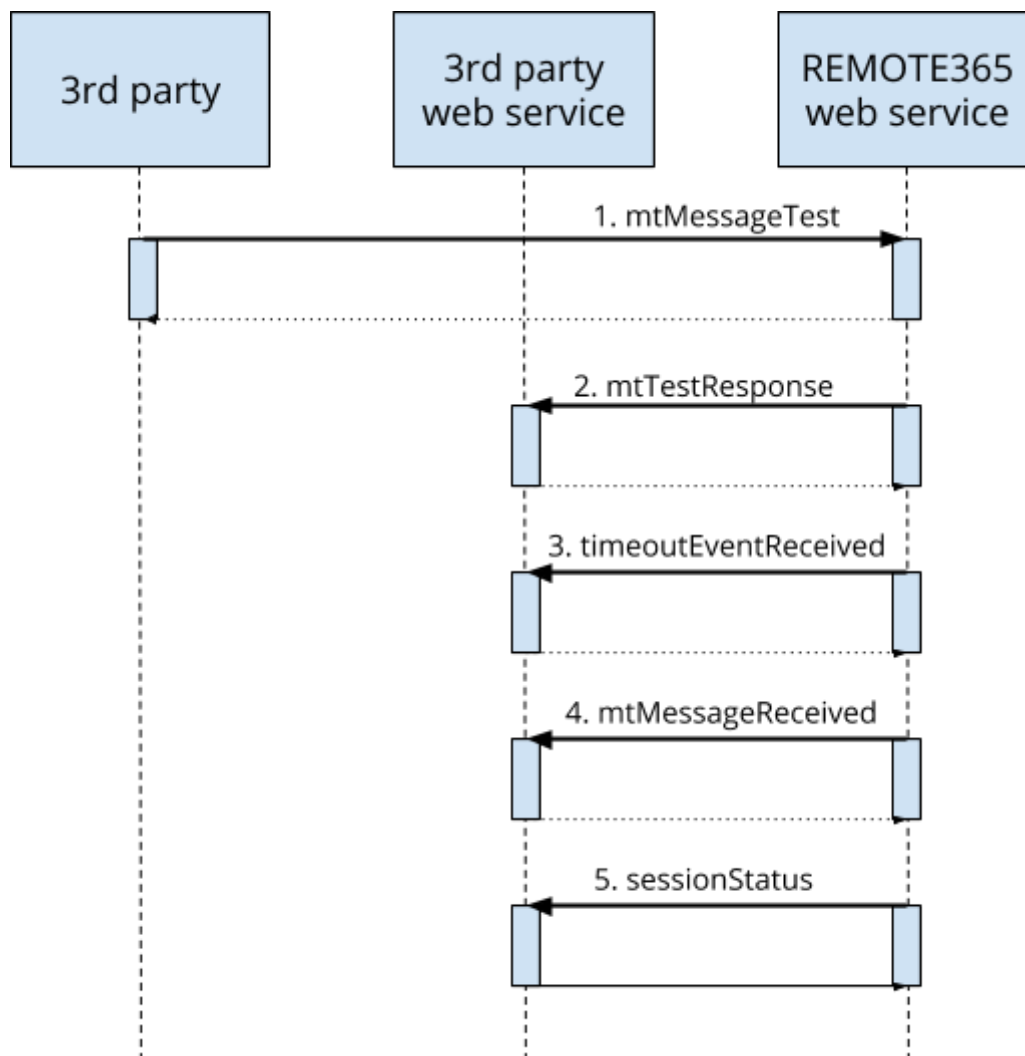 3rd party
3rd party
web service
REMOTE365
web service
1. mtMessageTest
2. mtTestResponse
3. timeoutEventReceived
4. mtMessageReceived
5. sessionStatus